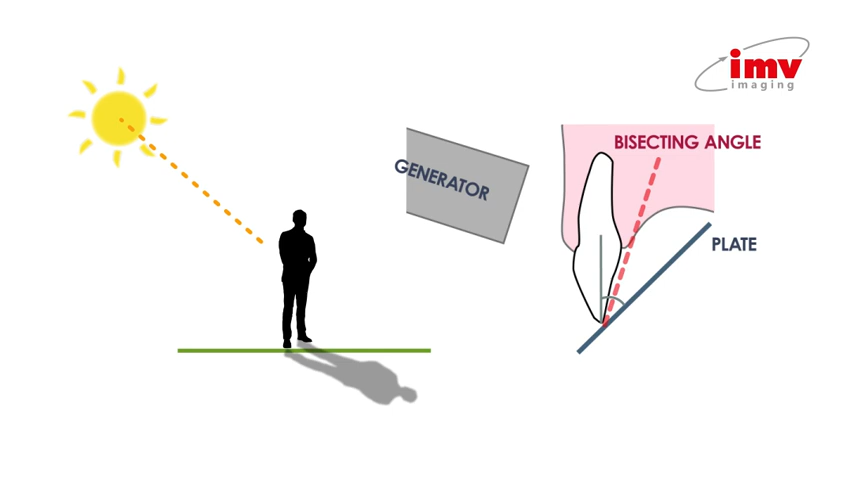 imv
imaging
BISECTING ANGLE
GENERATOR
PLATE